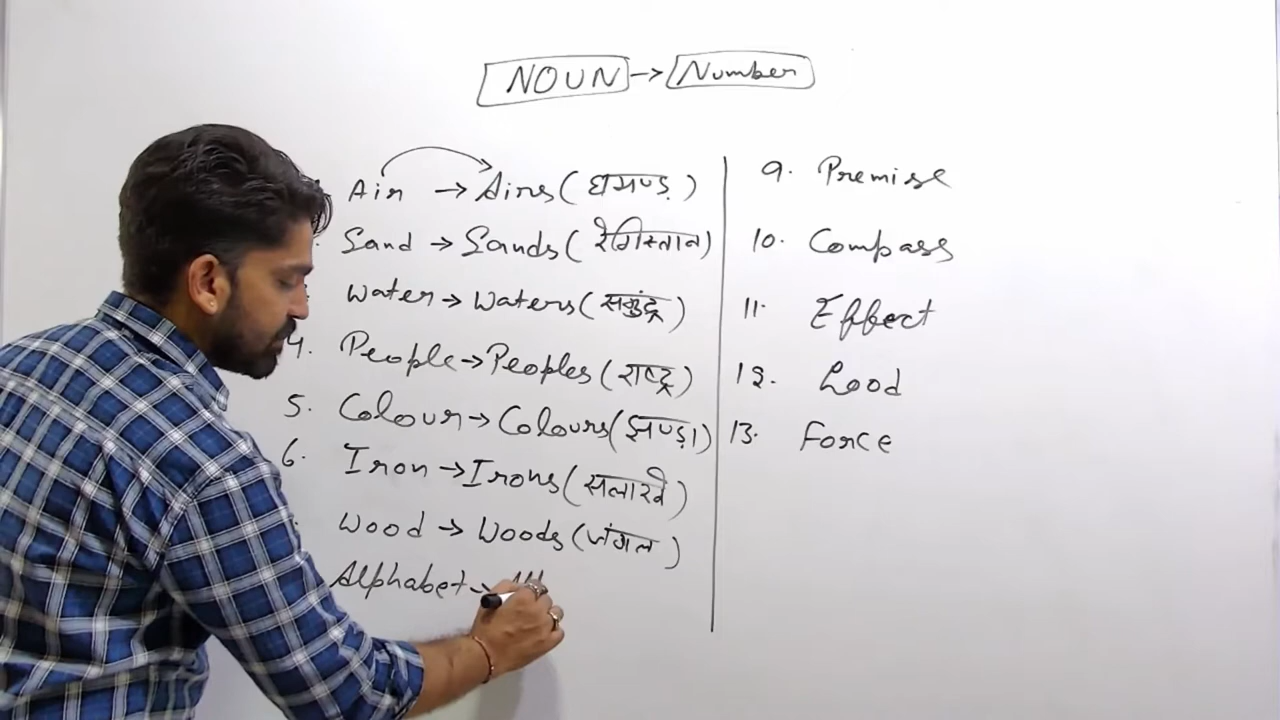 NOUN → Number
Air → Airs (घमण्ड)
Sand → Sands (रेगिस्तान)
Water → Waters (समुंद्र)
4. People → Peoples (राष्ट्र)
5. Colour → Colours (झण्डा)
6. Iron → Irons (सलाखे)
Wood → Woods (जंगल)
Alphabet →
9. Premise
10. Compass
11. Effect
12. Good
13. Force